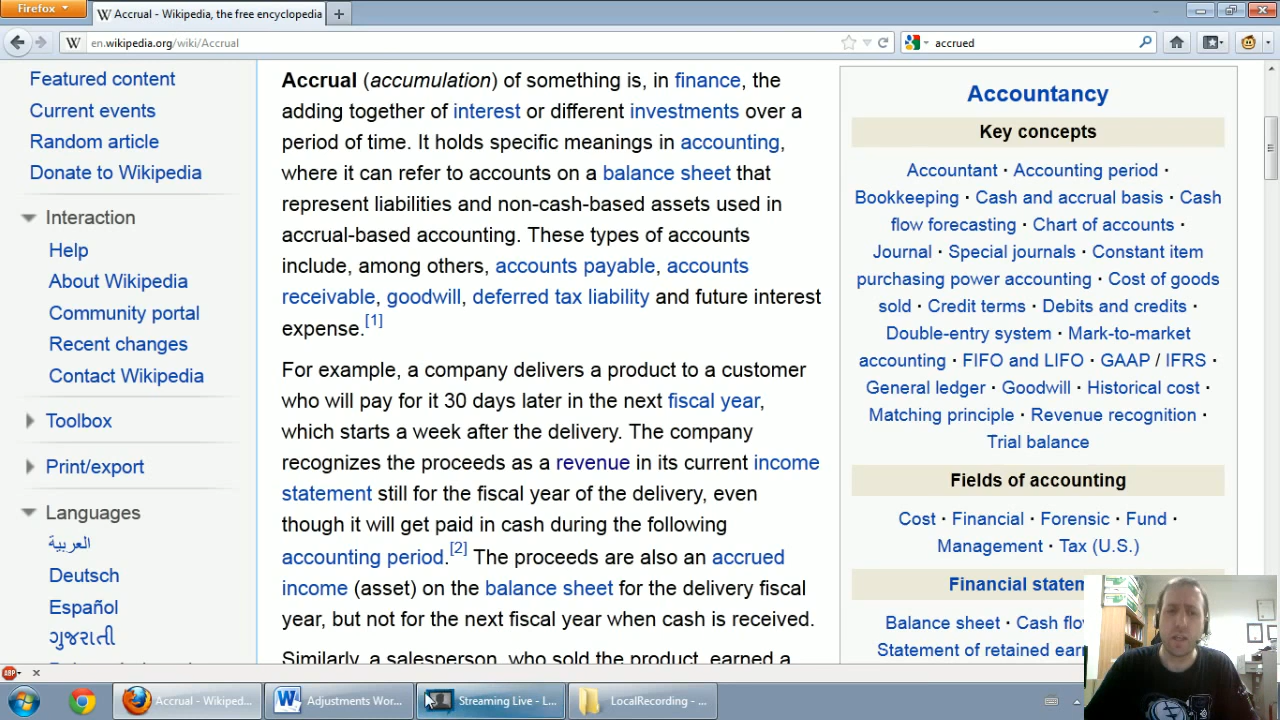 Firefox
Accrual - Wikipedia, the free encyclopedia
en.wikipedia.org/wiki/Accrual
accrued
Featured content
Current events
Random article
Donate to Wikipedia
Interaction
Help
About Wikipedia
Community portal
Recent changes
Contact Wikipedia
Toolbox
Print/export
Languages
العربية
Deutsch
Español
ગુજરાતી
Accrual (accumulation) of something is, in finance, the
adding together of interest or different investments over a
period of time. It holds specific meanings in accounting,
where it can refer to accounts on a balance sheet that
represent liabilities and non-cash-based assets used in
accrual-based accounting. These types of accounts
include, among others, accounts payable, accounts
receivable, goodwill, deferred tax liability and future interest
expense.[1]
For example, a company delivers a product to a customer
who will pay for it 30 days later in the next fiscal year,
which starts a week after the delivery. The company
recognizes the proceeds as a revenue in its current income
statement still for the fiscal year of the delivery, even
though it will get paid in cash during the following
accounting period.[2] The proceeds are also an accrued
income (asset) on the balance sheet for the delivery fiscal
year, but not for the next fiscal year when cash is received.
Similarly, a salesperson, who sold the product, earned a
Accountancy
Key concepts
Accountant · Accounting period ·
Bookkeeping · Cash and accrual basis · Cash
flow forecasting · Chart of accounts ·
Journal · Special journals · Constant item
purchasing power accounting · Cost of goods
sold · Credit terms · Debits and credits ·
Double-entry system · Mark-to-market
accounting · FIFO and LIFO · GAAP / IFRS ·
General ledger · Goodwill · Historical cost ·
Matching principle · Revenue recognition ·
Trial balance
Fields of accounting
Cost · Financial · Forensic · Fund ·
Management · Tax (U.S.)
Financial statem
Balance sheet · Cash flo
Statement of retained ear
ABP
Accrual - Wikiped...
Adjustments Wo...
Streaming Live - L...
LocalRecording - ...